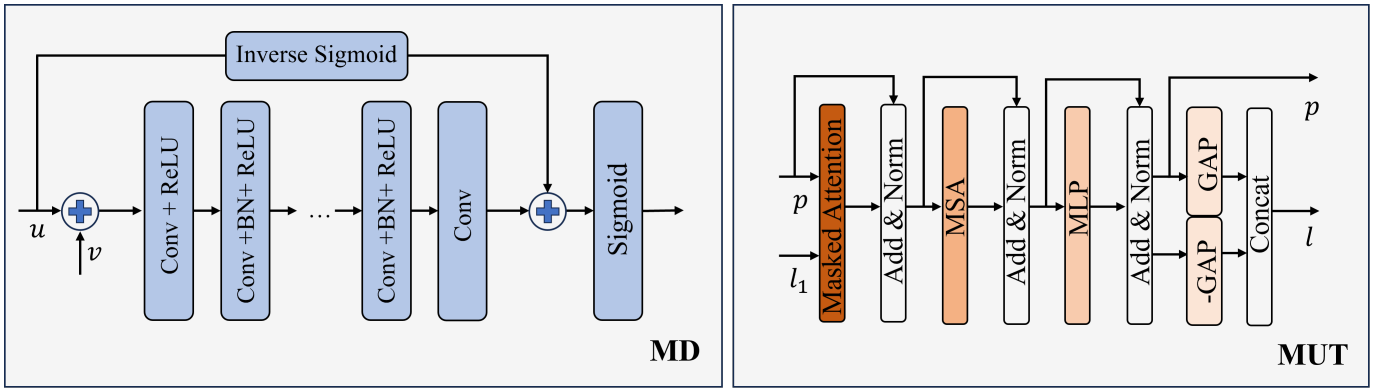 Inverse Sigmoid
u
v
Conv + ReLU
Conv +BN+ ReLU
...
Conv +BN+ ReLU
Conv
Sigmoid
MD
p
l₁
Masked Attention
Add & Norm
MSA
Add & Norm
MLP
Add & Norm
GAP
-GAP
Concat
p
l
MUT